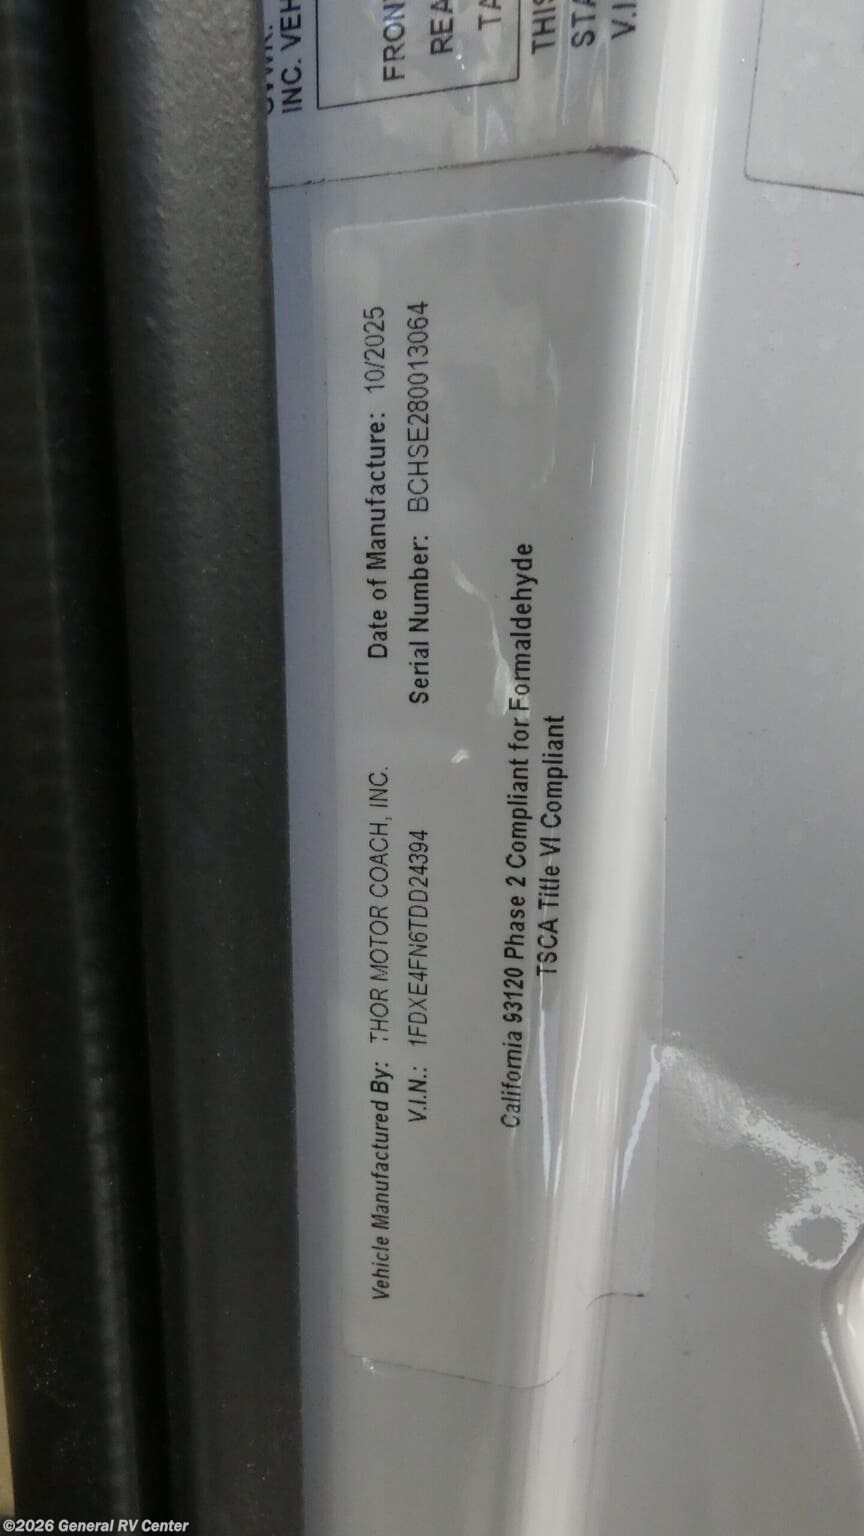 INC. VEH
FRON
REA
TA
THIS
STA
V.I
Vehicle Manufactured By: THOR MOTOR COACH, INC. Date of Manufacture: 10/2025
V.I.N.: 1FDXE4FN6TDD24394 Serial Number: BCHSE280013064
California 93120 Phase 2 Compliant for Formaldehyde
TSCA Title VI Compliant
©2026 General RV Center